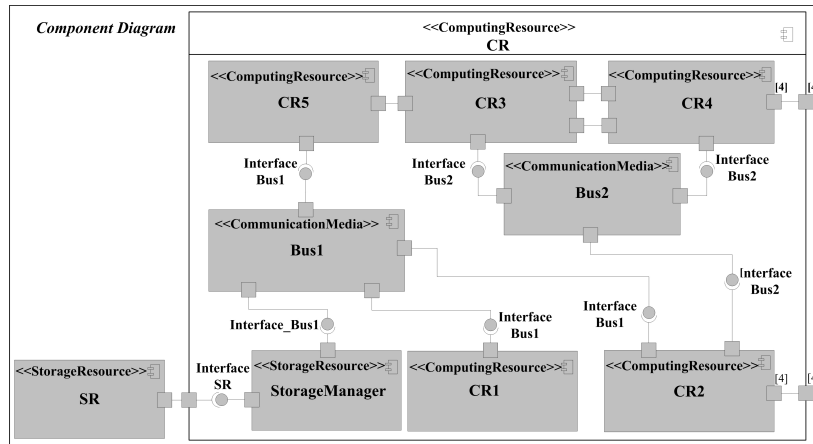 Component Diagram
<<ComputingResource>>
CR
<<ComputingResource>>
CR5
<<ComputingResource>>
CR3
<<ComputingResource>>
CR4
[4]
[4
Interface
Bus1
Interface
Bus2
<<CommunicationMedia>>
Bus2
Interface
Bus2
<<CommunicationMedia>>
Bus1
Interface
Bus2
Interface_Bus1
Interface
Bus1
Interface
Bus1
<<StorageResource>>
SR
Interface
SR
<<StorageResource>>
StorageManager
<<ComputingResource>>
CR1
<<ComputingResource>>
CR2
[4]
[4